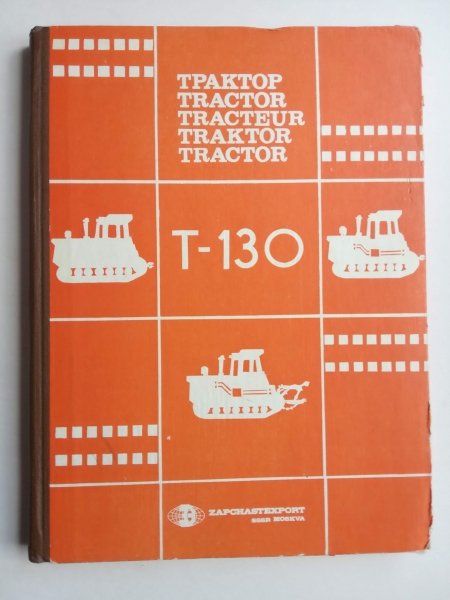 ТРАКТОР
TRACTOR
TRACTEUR
TRAKTOR
TRACTOR
T-130
ZAPCHASTEXPORT
SSSR MOSKVA